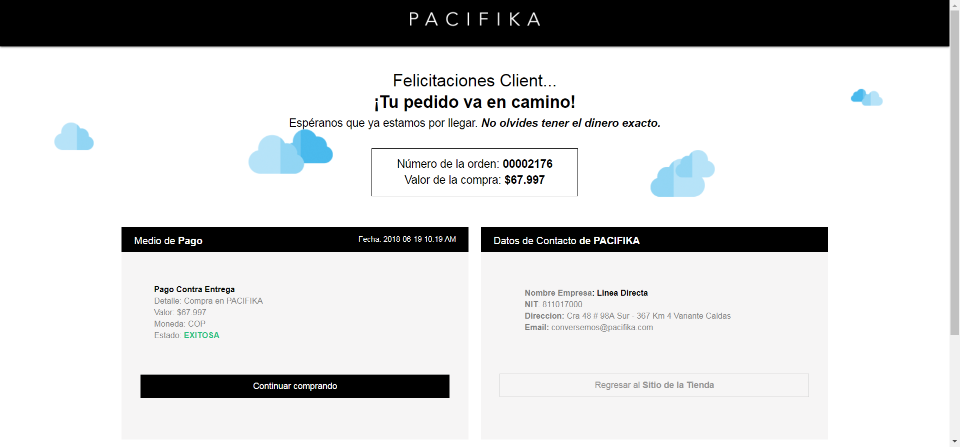 PACIFIKA
Felicitaciones Client...
¡Tu pedido va en camino!
Espéranos que ya estamos por llegar. No olvides tener el dinero exacto.
Número de la orden: 00002176
Valor de la compra: $67.997
Medio de Pago
Fecha: 2018 06 19 10:19 AM
Pago Contra Entrega
Detalle: Compra en PACIFIKA
Valor: $67.997
Moneda: COP
Estado: EXITOSA
Continuar comprando
Datos de Contacto de PACIFIKA
Nombre Empresa: Linea Directa
NIT: 811017000
Direccion: Cra 48 # 98A Sur - 367 Km 4 Variante Caldas
Email: conversemos@pacifika.com
Regresar al Sitio de la Tienda